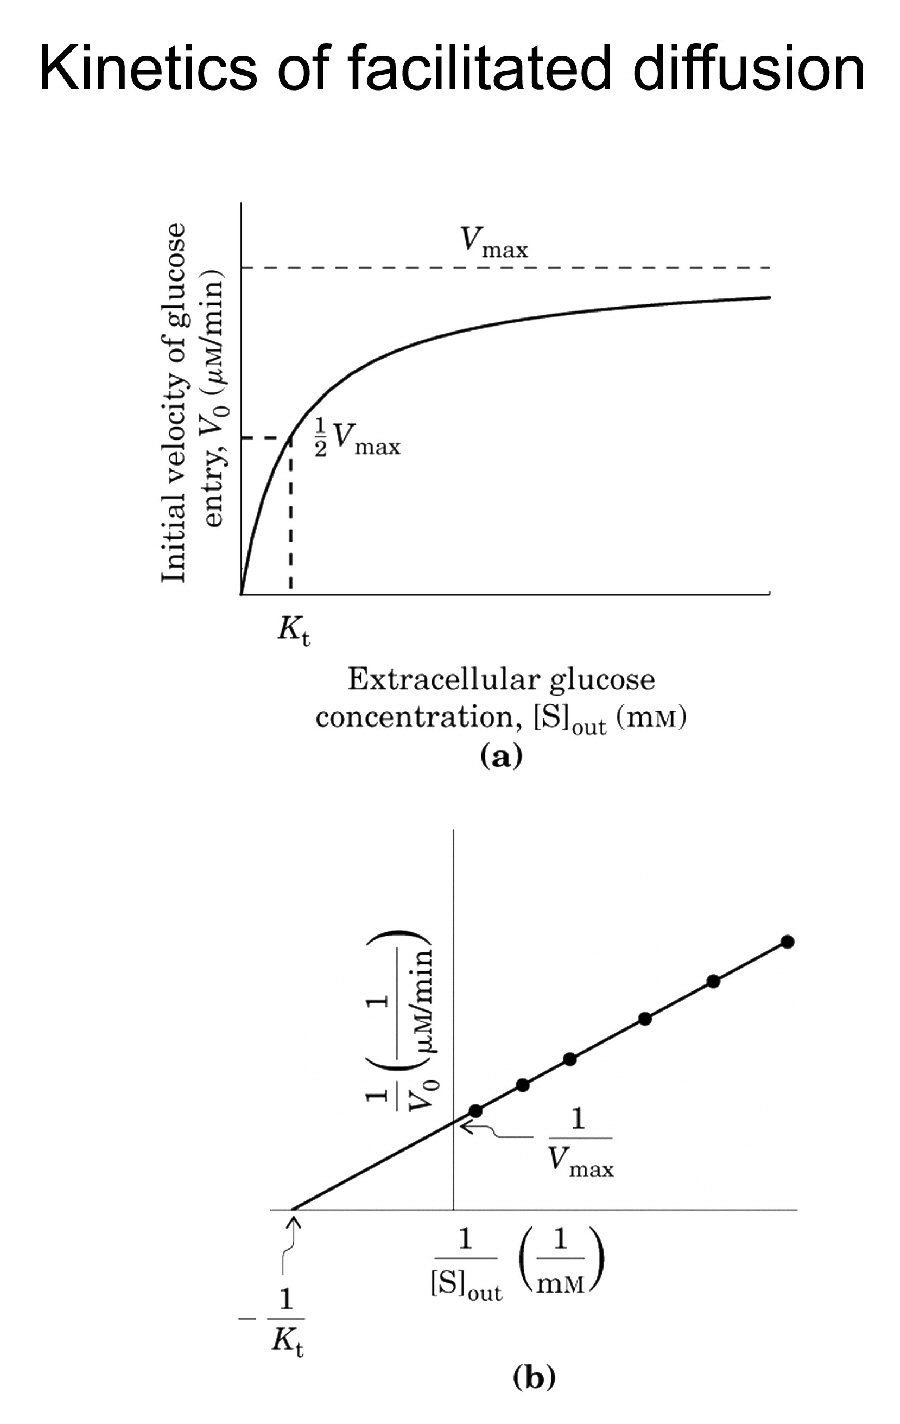 Kinetics of facilitated diffusion
Vmax
Initial velocity of glucose
entry, V0 (μM/min)
½Vmax
Kt
Extracellular glucose
concentration, [S]out (mM)
(a)
1/V0 (1/μM/min)
1/Vmax
1/[S]out (1/mM)
− 1/Kt
(b)